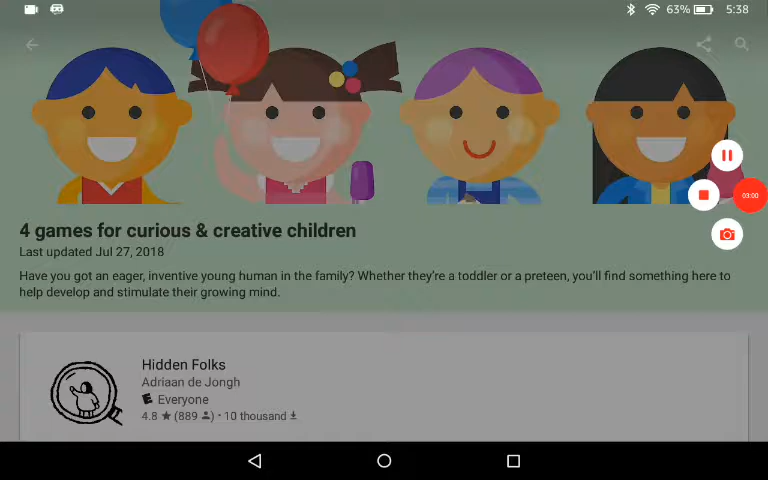 63% 5:38
03:00
4 games for curious & creative children
Last updated Jul 27, 2018
Have you got an eager, inventive young human in the family? Whether they're a toddler or a preteen, you'll find something here to
help develop and stimulate their growing mind.
Hidden Folks
Adriaan de Jongh
E Everyone
4.8 ★ (889) • 10 thousand